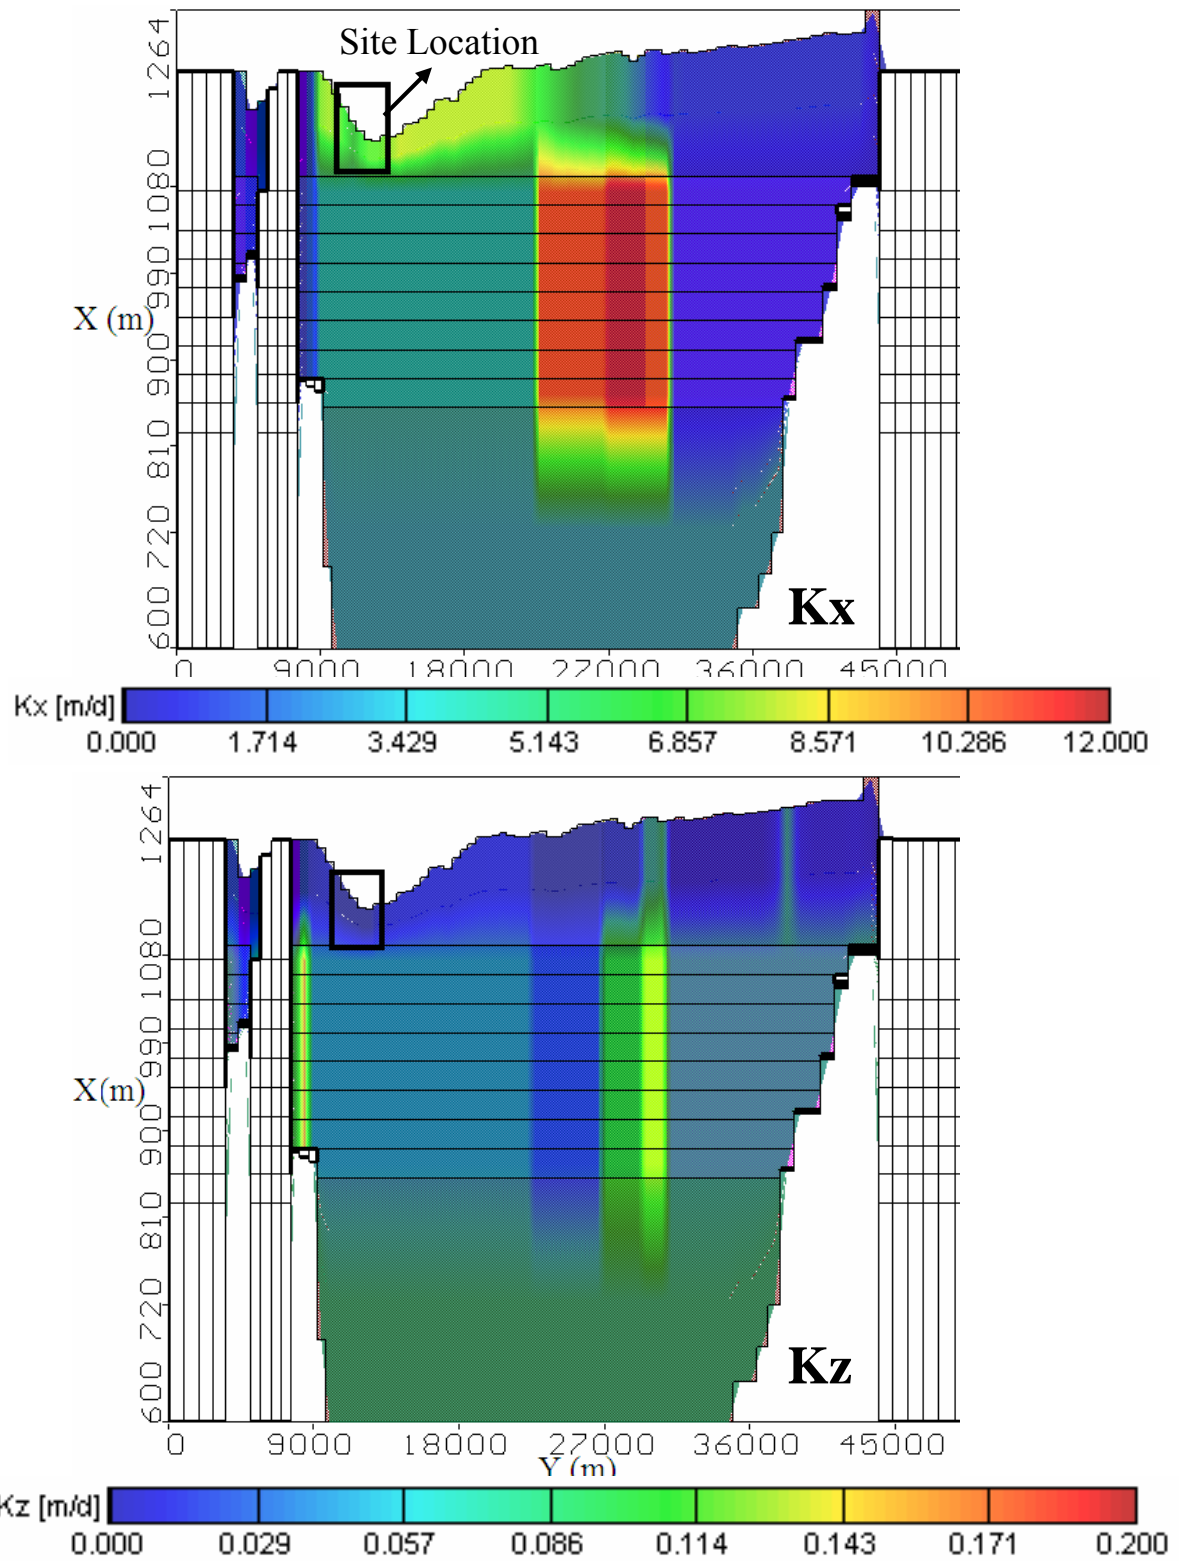 Site Location
1264
1080
990
X (m)
900
810
720
600
Kx
0 9000 18000 27000 36000 45000
Kx [m/d]
0.000 1.714 3.429 5.143 6.857 8.571 10.286 12.000
1264
1080
990
X(m)
900
810
720
600
Kz
0 9000 18000 27000 36000 45000
Y (m)
Kz [m/d]
0.000 0.029 0.057 0.086 0.114 0.143 0.171 0.200